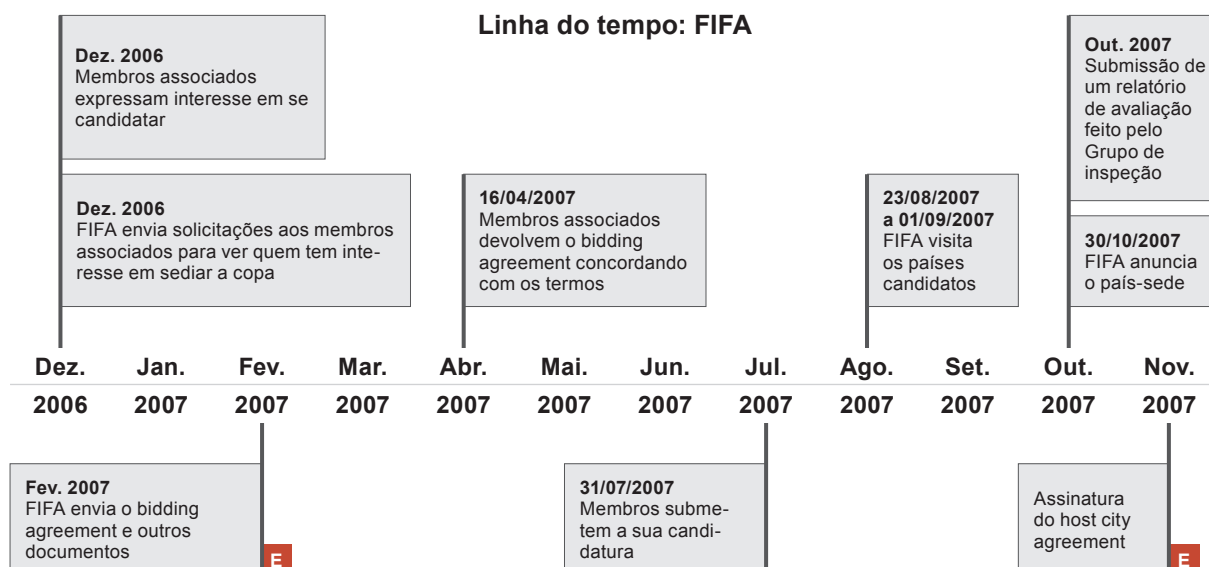 Linha do tempo: FIFA
Dez. 2006
Membros associados
expressam interesse em se
candidatar
Out. 2007
Submissão de
um relatório
de avaliação
feito pelo
Grupo de
inspeção
Dez. 2006
FIFA envia solicitações aos membros
associados para ver quem tem inte-
resse em sediar a copa
16/04/2007
Membros associados
devolvem o bidding
agreement concordando
com os termos
23/08/2007
a 01/09/2007
FIFA visita
os países
candidatos
30/10/2007
FIFA anuncia
o país-sede
Dez. Jan. Fev. Mar. Abr. Mai. Jun. Jul. Ago. Set. Out. Nov.
2006 2007 2007 2007 2007 2007 2007 2007 2007 2007 2007 2007
Fev. 2007
FIFA envia o bidding
agreement e outros
documentos
E
31/07/2007
Membros subme-
tem a sua candi-
datura
Assinatura
do host city
agreement
E